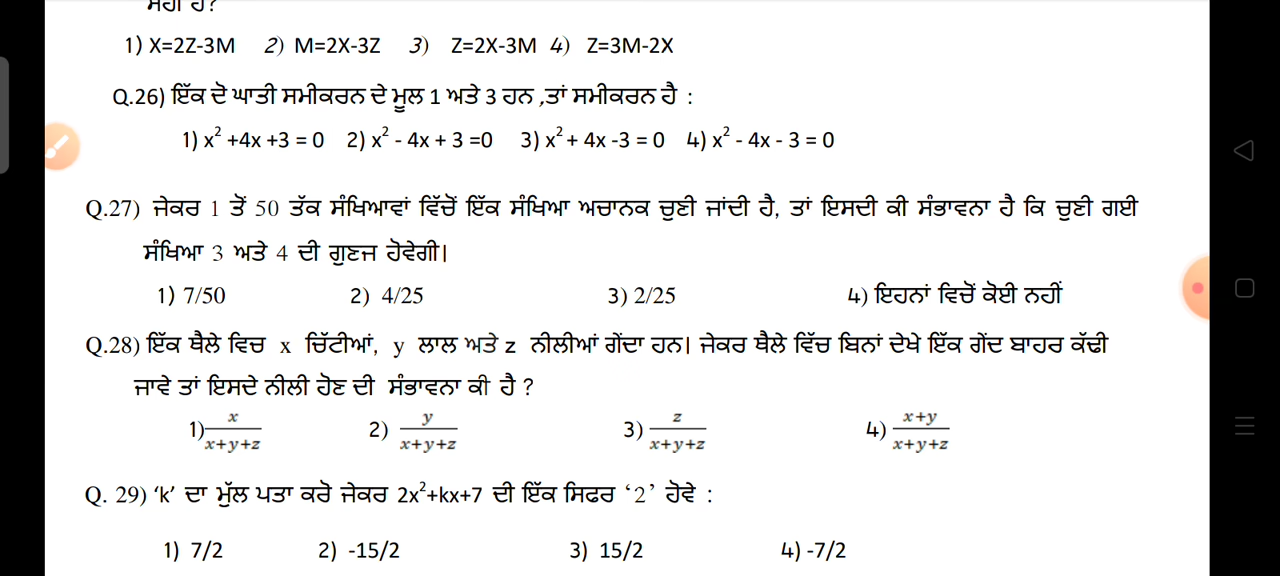 ਸਹੀ ਹੈ?
1) X=2Z-3M 2) M=2X-3Z 3) Z=2X-3M 4) Z=3M-2X
Q.26) ਇੱਕ ਦੋ ਘਾਤੀ ਸਮੀਕਰਨ ਦੇ ਮੂਲ 1 ਅਤੇ 3 ਹਨ ,ਤਾਂ ਸਮੀਕਰਨ ਹੈ :
1) x² +4x +3 = 0 2) x² - 4x + 3 =0 3) x² + 4x -3 = 0 4) x² - 4x - 3 = 0
Q.27) ਜੇਕਰ 1 ਤੋਂ 50 ਤੱਕ ਸੰਖਿਆਵਾਂ ਵਿੱਚੋਂ ਇੱਕ ਸੰਖਿਆ ਅਚਾਨਕ ਚੁਣੀ ਜਾਂਦੀ ਹੈ, ਤਾਂ ਇਸਦੀ ਕੀ ਸੰਭਾਵਨਾ ਹੈ ਕਿ ਚੁਣੀ ਗਈ
ਸੰਖਿਆ 3 ਅਤੇ 4 ਦੀ ਗੁਣਜ ਹੋਵੇਗੀ।
1) 7/50 2) 4/25 3) 2/25 4) ਇਹਨਾਂ ਵਿਚੋਂ ਕੋਈ ਨਹੀਂ
Q.28) ਇੱਕ ਥੈਲੇ ਵਿਚ x ਚਿੱਟੀਆਂ, y ਲਾਲ ਅਤੇ z ਨੀਲੀਆਂ ਗੇਂਦਾ ਹਨ। ਜੇਕਰ ਥੈਲੇ ਵਿੱਚ ਬਿਨਾਂ ਦੇਖੇ ਇੱਕ ਗੇਂਦ ਬਾਹਰ ਕੱਢੀ
ਜਾਵੇ ਤਾਂ ਇਸਦੇ ਨੀਲੀ ਹੋਣ ਦੀ ਸੰਭਾਵਨਾ ਕੀ ਹੈ ?
1) x/(x+y+z) 2) y/(x+y+z) 3) z/(x+y+z) 4) (x+y)/(x+y+z)
Q. 29) ‘k’ ਦਾ ਮੁੱਲ ਪਤਾ ਕਰੋ ਜੇਕਰ 2x²+kx+7 ਦੀ ਇੱਕ ਸਿਫਰ ‘2’ ਹੋਵੇ :
1) 7/2 2) -15/2 3) 15/2 4) -7/2